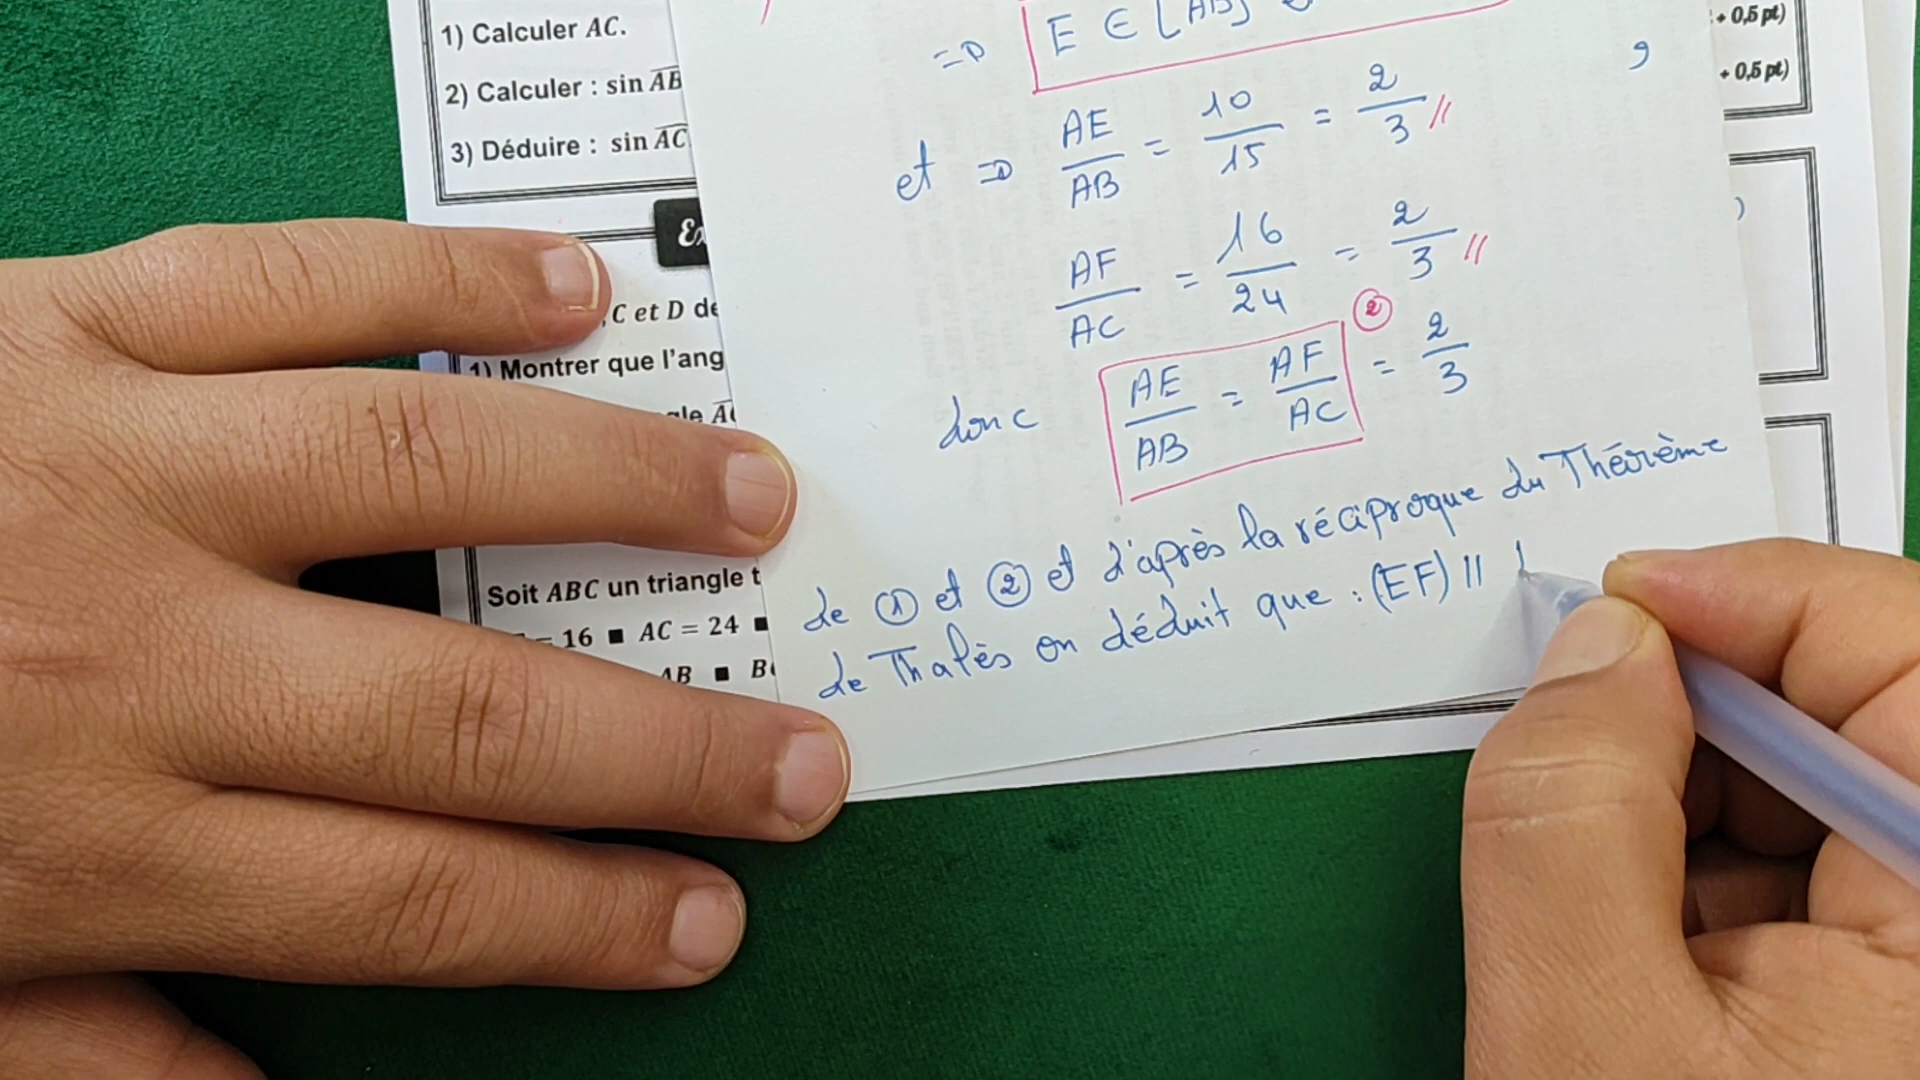 1) Calculer AC.
2) Calculer : sin AB
3) Déduire : sin AC
+ 0,5 pt)
+ 0,5 pt)
C et D de
1) Montrer que l'ang
Soit ABC un triangle t
= 16 ■ AC = 24 ■
AB ■ B
=> E ∈ [AB]
et => AE/AB = 10/15 = 2/3 //
AF/AC = 16/24 = 2/3 //
donc AE/AB = AF/AC ② = 2/3
de ① et ② et d'après la réciproque du Théorème
de Thalès on déduit que : (EF) //